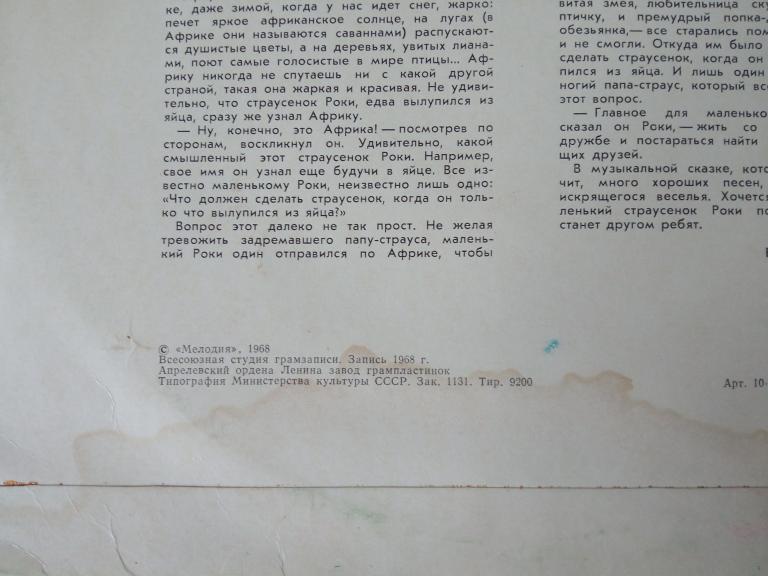 ке, даже зимой, когда у нас идет снег, жарко:
печет яркое африканское солнце, на лугах (в
Африке они называются саваннами) распускают-
ся душистые цветы, а на деревьях, увитых лиана-
ми, поют самые голосистые в мире птицы... Аф-
рику никогда не спутаешь ни с какой другой
страной, такая она жаркая и красивая. Не удиви-
тельно, что страусенок Роки, едва вылупился из
яйца, сразу же узнал Африку.
— Ну, конечно, это Африка! — посмотрев по
сторонам, воскликнул он. Удивительно, какой
смышленный этот страусенок Роки. Например,
свое имя он узнал еще будучи в яйце. Все из-
вестно маленькому Роки, неизвестно лишь одно:
«Что должен сделать страусенок, когда он толь-
ко что вылупился из яйца?»
Вопрос этот далеко не так прост. Не желая
тревожить задремавшего папу-страуса, малень-
кий Роки один отправился по Африке, чтобы
витая змея, любительница
птичку, и премудрый попка-
обезьянка,— все старались
и не смогли. Откуда им было
сделать страусенок, когда он
пился из яйца. И лишь один
ногий папа-страус, который
этот вопрос.
— Главное для
сказал он Роки,— жить со
дружбе и постараться найти
щих друзей.
В музыкальной сказке,
чит, много хороших песен,
искрящегося веселья.
ленький страусенок Роки
станет другом ребят.
© «Мелодия», 1968
Всесоюзная студия грамзаписи. Запись 1968 г.
Апрелевский ордена Ленина завод грампластинок
Типография Министерства культуры СССР. Зак. 1131. Тир. 9200
Арт. 10-